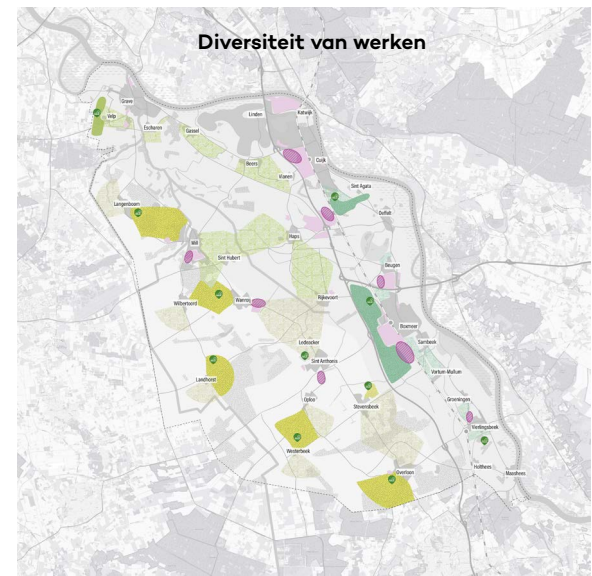 Diversiteit van werken
Grave
Velp
Escharen
Gassel
Linden
Katwijk
Cuijk
Beers
Vianen
Sint Agata
Oeffelt
Langenboom
Mill
Haps
Sint Hubert
Beugen
Wilbertoord
Wanroij
Rijkevoort
Boxmeer
Ledeacker
Sambeek
Sint Anthonis
Vortum-Mullem
Landhorst
Oploo
Stevensbeek
Groeningen
Vierlingsbeek
Westerbeek
Holthees
Maashees
Overloon